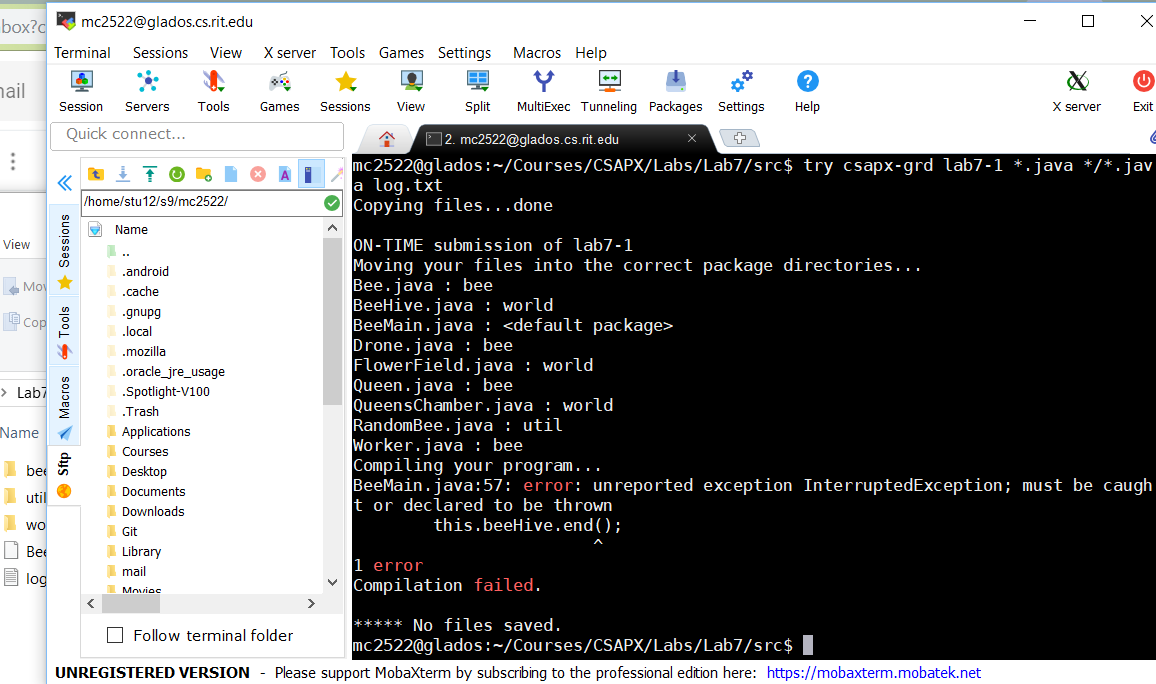 box?c
mc2522@glados.cs.rit.edu
Terminal Sessions View X server Tools Games Settings Macros Help
ail
Session Servers Tools Games Sessions View Split MultiExec Tunneling Packages Settings Help X server Exit
Quick connect...
2. mc2522@glados.cs.rit.edu
/home/stu12/s9/mc2522/
Name
..
.android
.cache
.gnupg
.local
.mozilla
.oracle_jre_usage
.Spotlight-V100
.Trash
Applications
Courses
Desktop
Documents
Downloads
Git
Library
mail
Movies
Follow terminal folder
Sessions
Tools
Macros
Sftp
View
Mov
Cop
Lab7
Name
bee
util
wo
Bee
log
mc2522@glados:~/Courses/CSAPX/Labs/Lab7/src$ try csapx-grd lab7-1 *.java */*.jav
a log.txt
Copying files...done
ON-TIME submission of lab7-1
Moving your files into the correct package directories...
Bee.java : bee
BeeHive.java : world
BeeMain.java : <default package>
Drone.java : bee
FlowerField.java : world
Queen.java : bee
QueensChamber.java : world
RandomBee.java : util
Worker.java : bee
Compiling your program...
BeeMain.java:57: error: unreported exception InterruptedException; must be caugh
t or declared to be thrown
this.beeHive.end();
^
1 error
Compilation failed.
***** No files saved.
mc2522@glados:~/Courses/CSAPX/Labs/Lab7/src$
UNREGISTERED VERSION - Please support MobaXterm by subscribing to the professional edition here: https://mobaxterm.mobatek.net